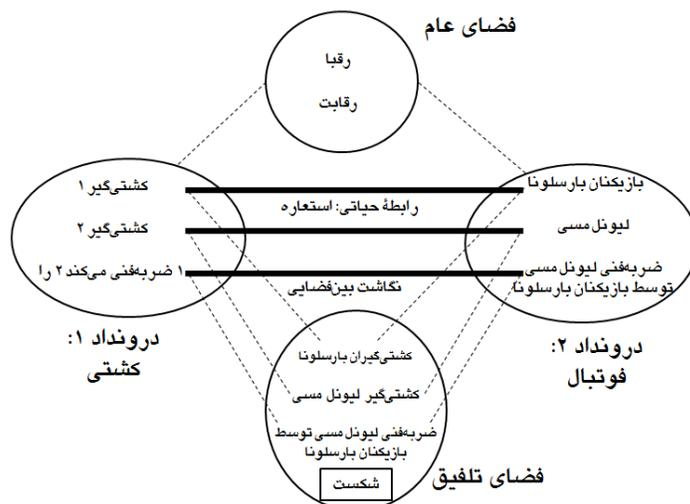 فضای عام
رقبا
رقابت
بازیکنان بارسلونا
لیونل مسی
ضربه‌فنی لیونل مسی
توسط بازیکنان بارسلونا
رابطهٔ حیاتی: استعاره
نگاشت بین‌فضایی
کشتی‌گیر ۱
کشتی‌گیر ۲
۱ ضربه‌فنی می‌کند ۲ را
درونداد ۲:
فوتبال
درونداد ۱:
کشتی
کشتی‌گیران بارسلونا
کشتی‌گیر لیونل مسی
ضربه‌فنی لیونل مسی توسط
بازیکنان بارسلونا
شکست
فضای تلفیق